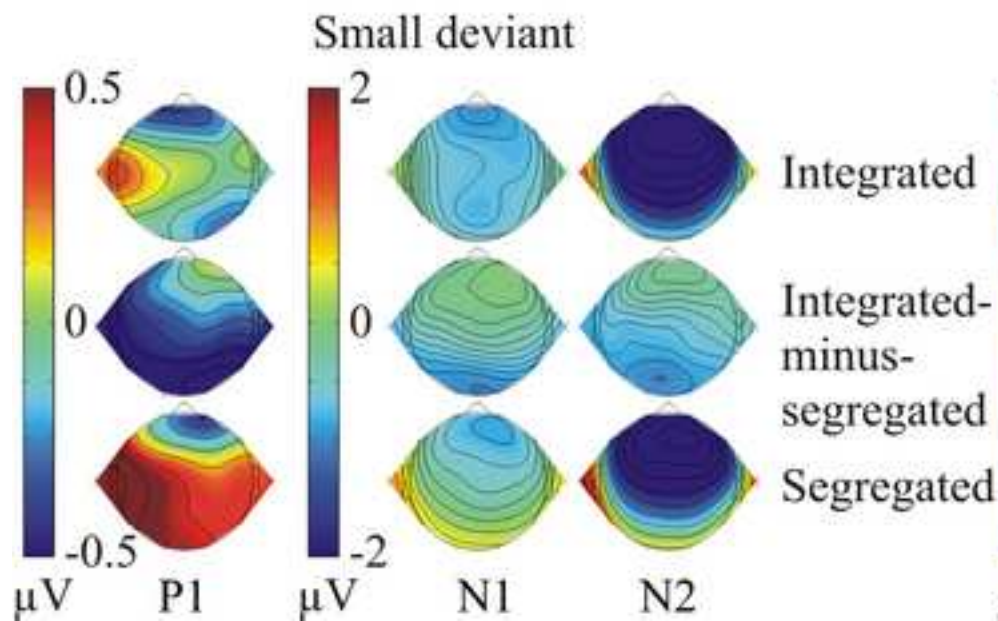 Small deviant
0.5
2
Integrated
0
0
Integrated-
minus-
segregated
Segregated
-0.5
-2
µV P1 µV N1 N2